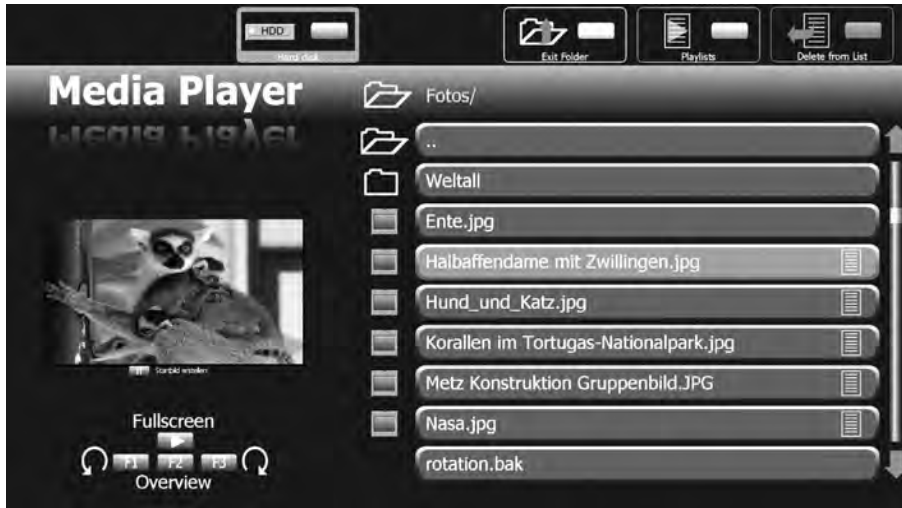 HDD
Hard disk
Exit Folder
Playlists
Delete from List
Media Player
Fotos/
..
Weltall
Ente.jpg
Halbaffendame mit Zwillingen.jpg
Hund_und_Katz.jpg
Korallen im Tortugas-Nationalpark.jpg
Metz Konstruktion Gruppenbild.JPG
Nasa.jpg
rotation.bak
Startbild erstellen
Fullscreen
F1 F2 F3
Overview